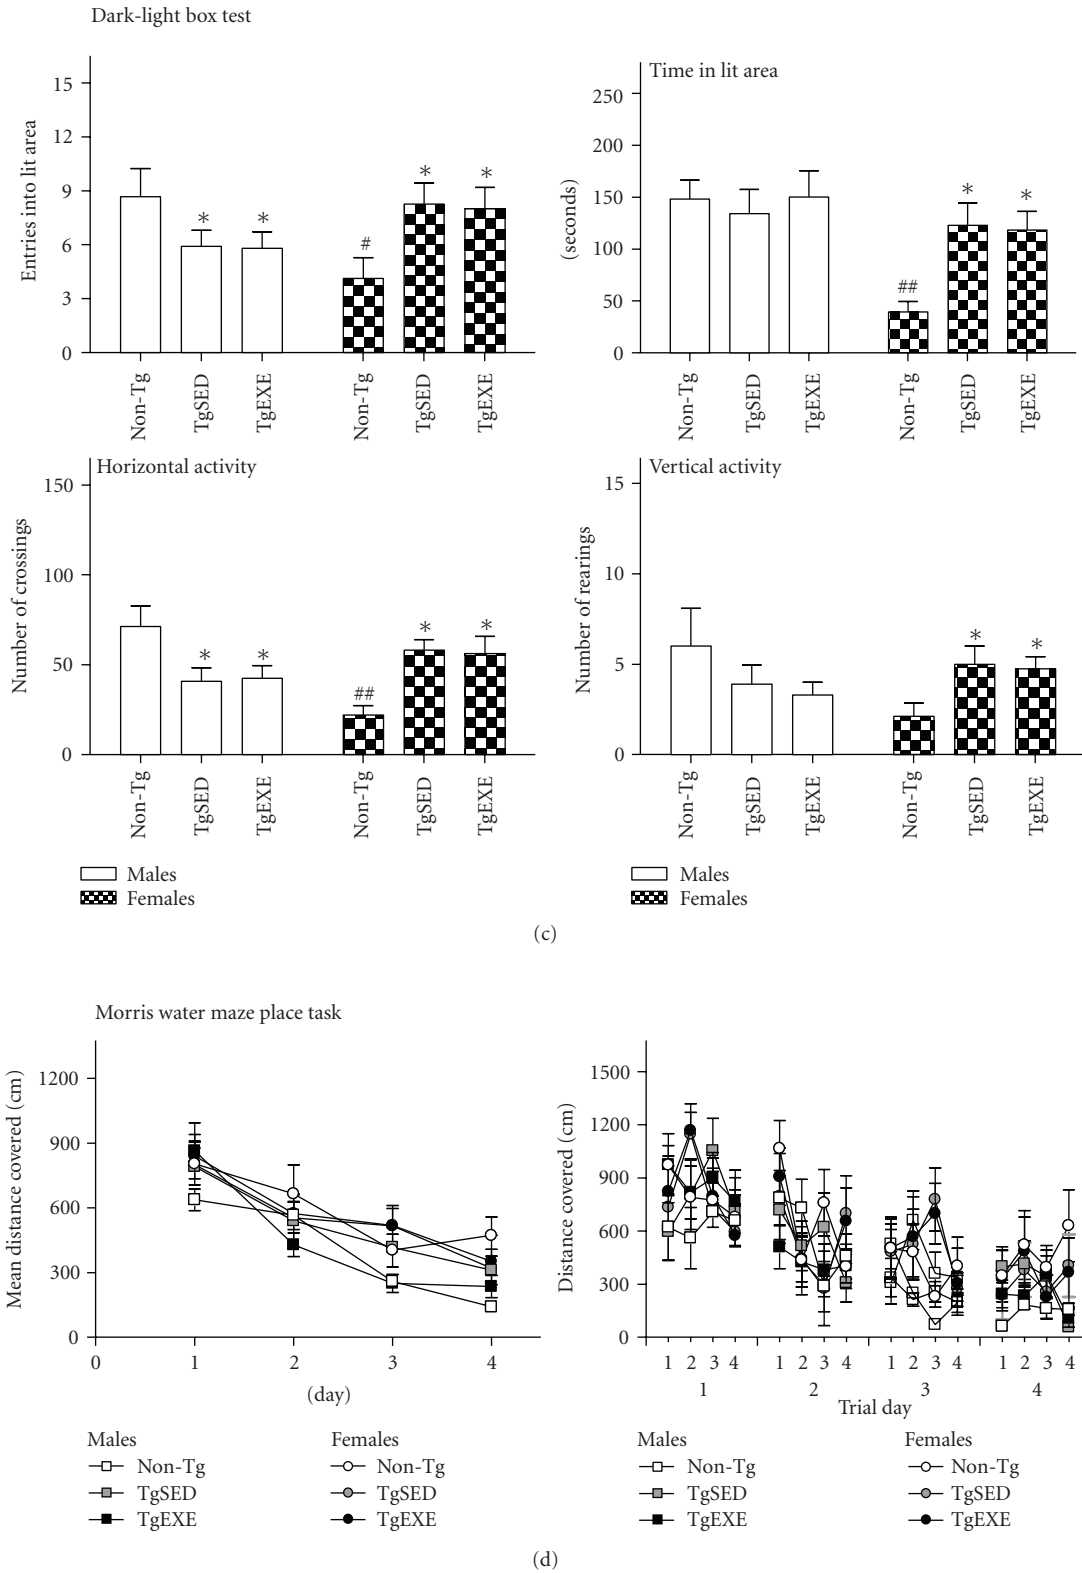 Dark-light box test
Entries into lit area
15
12
9
6
3
0
*
*
#
*
*
Non-Tg
TgSED
TgEXE
Non-Tg
TgSED
TgEXE
Time in lit area
(seconds)
250
200
150
100
50
0
##
*
*
Non-Tg
TgSED
TgEXE
Non-Tg
TgSED
TgEXE
Horizontal activity
Number of crossings
150
100
50
0
*
*
##
*
*
Non-Tg
TgSED
TgEXE
Non-Tg
TgSED
TgEXE
Males
Females
Vertical activity
Number of rearings
15
10
5
0
*
*
Non-Tg
TgSED
TgEXE
Non-Tg
TgSED
TgEXE
Males
Females
(c)
Morris water maze place task
Mean distance covered (cm)
1200
900
600
300
0
0 1 2 3 4
(day)
Males Females
Non-Tg Non-Tg
TgSED TgSED
TgEXE TgEXE
Distance covered (cm)
1500
1200
900
600
300
0
1 2 3 4 1 2 3 4 1 2 3 4 1 2 3 4
1 2 3 4
Trial day
Males Females
Non-Tg Non-Tg
TgSED TgSED
TgEXE TgEXE
(d)